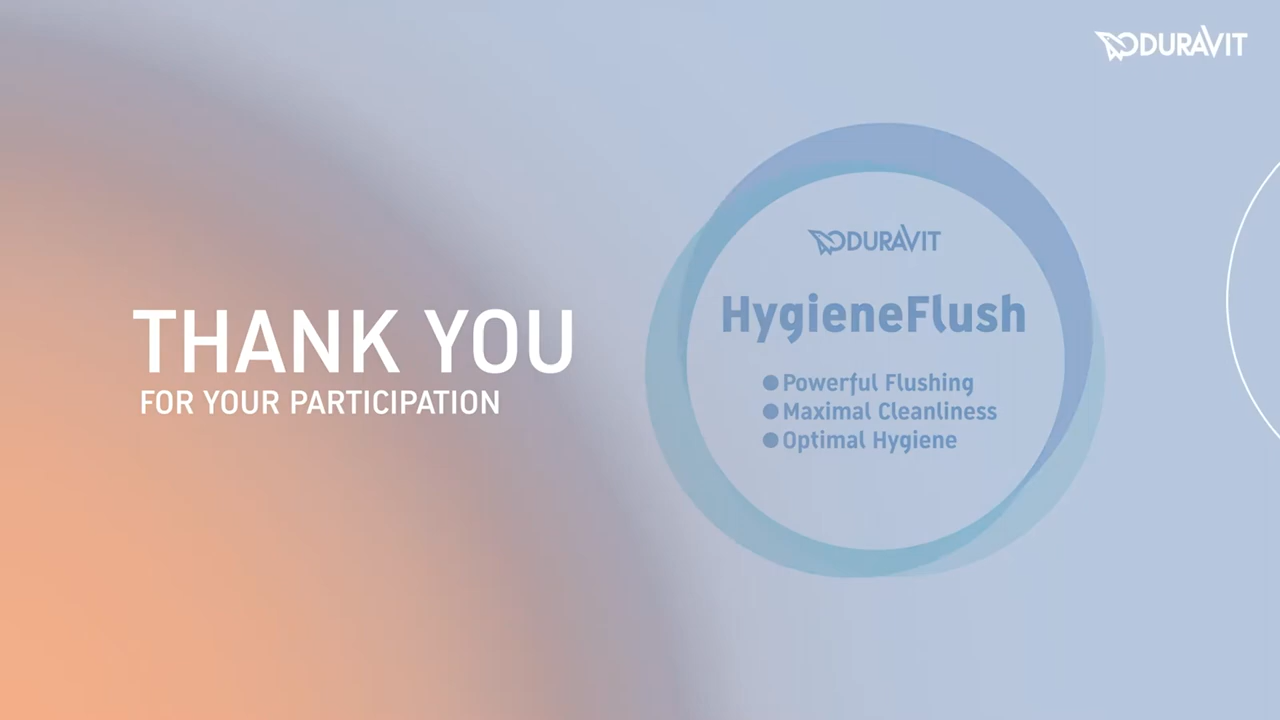 DURAVIT
THANK YOU
FOR YOUR PARTICIPATION
DURAVIT
HygieneFlush
● Powerful Flushing
● Maximal Cleanliness
● Optimal Hygiene